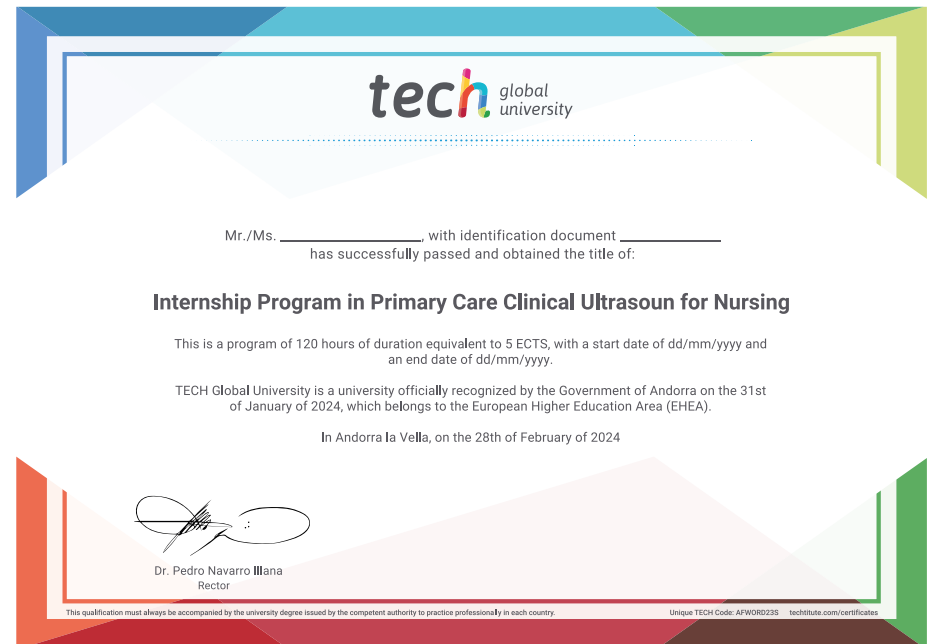 tech global university
Mr./Ms. ____________________, with identification document ______________
has successfully passed and obtained the title of:
Internship Program in Primary Care Clinical Ultrasoun for Nursing
This is a program of 120 hours of duration equivalent to 5 ECTS, with a start date of dd/mm/yyyy and
an end date of dd/mm/yyyy.
TECH Global University is a university officially recognized by the Government of Andorra on the 31st
of January of 2024, which belongs to the European Higher Education Area (EHEA).
In Andorra la Vella, on the 28th of February of 2024
Dr. Pedro Navarro Illana
Rector
This qualification must always be accompanied by the university degree issued by the competent authority to practice professionally in each country. Unique TECH Code: AFWORD23S techtitute.com/certificates